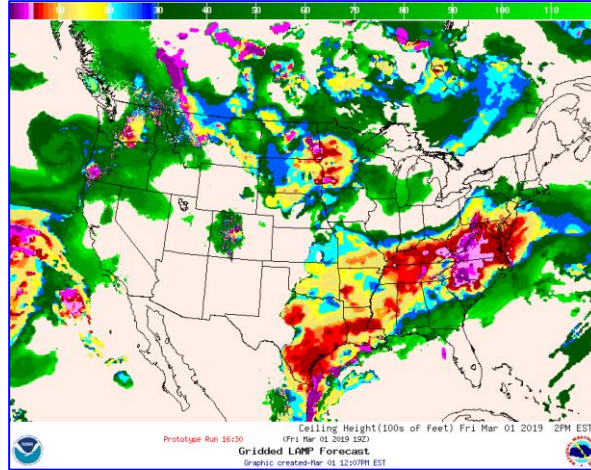 10 20 30 40 50 60 70 80 90 100
Ceiling Height(100s of feet) Fri Mar 01 2019 2PM EST
Prototype Run 16:30 (Fri Mar 01 2019 19Z)
Gridded LAMP Forecast
Graphic created-Mar 01 12:07PM EST